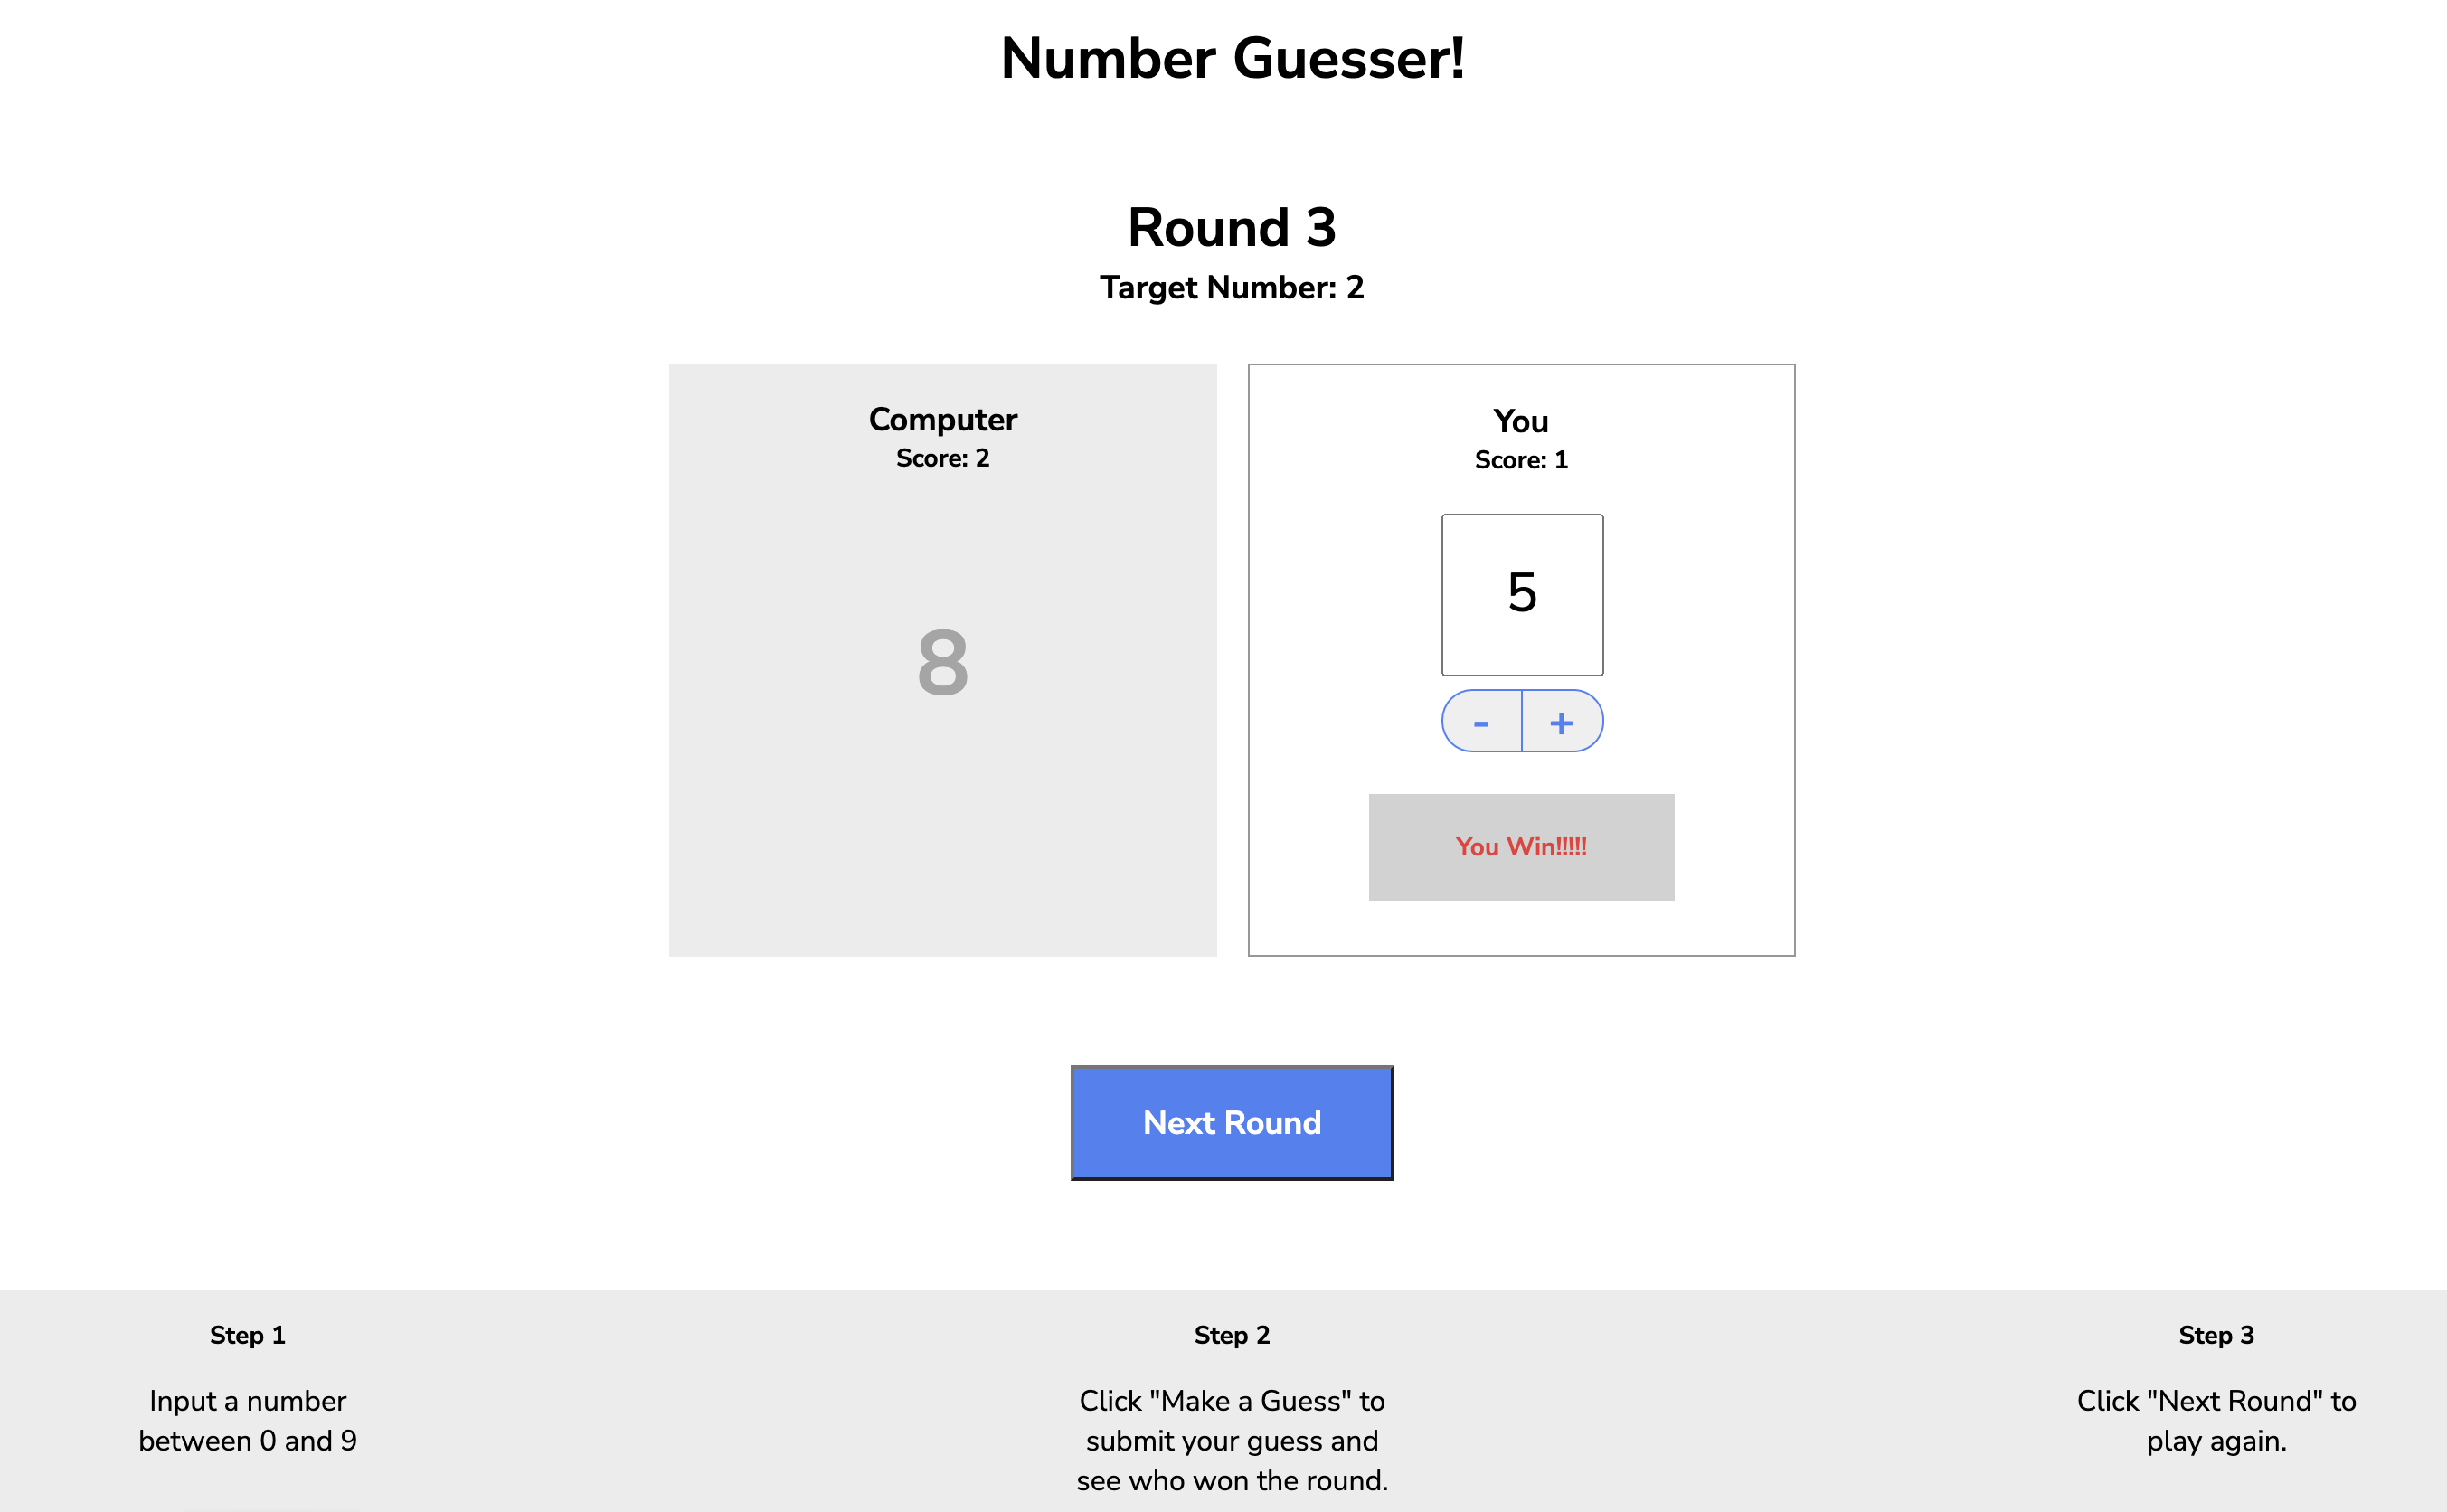 Number Guesser!
Round 3
Target Number: 2
Computer
Score: 2
8
You
Score: 1
5
- +
You Win!!!!!
Next Round
Step 1
Input a number
between 0 and 9
Step 2
Click "Make a Guess" to
submit your guess and
see who won the round.
Step 3
Click "Next Round" to
play again.